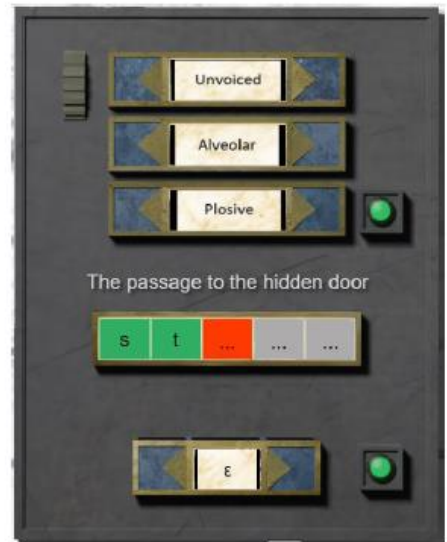 Unvoiced
Alveolar
Plosive
The passage to the hidden door
s t ... ... ...
ε